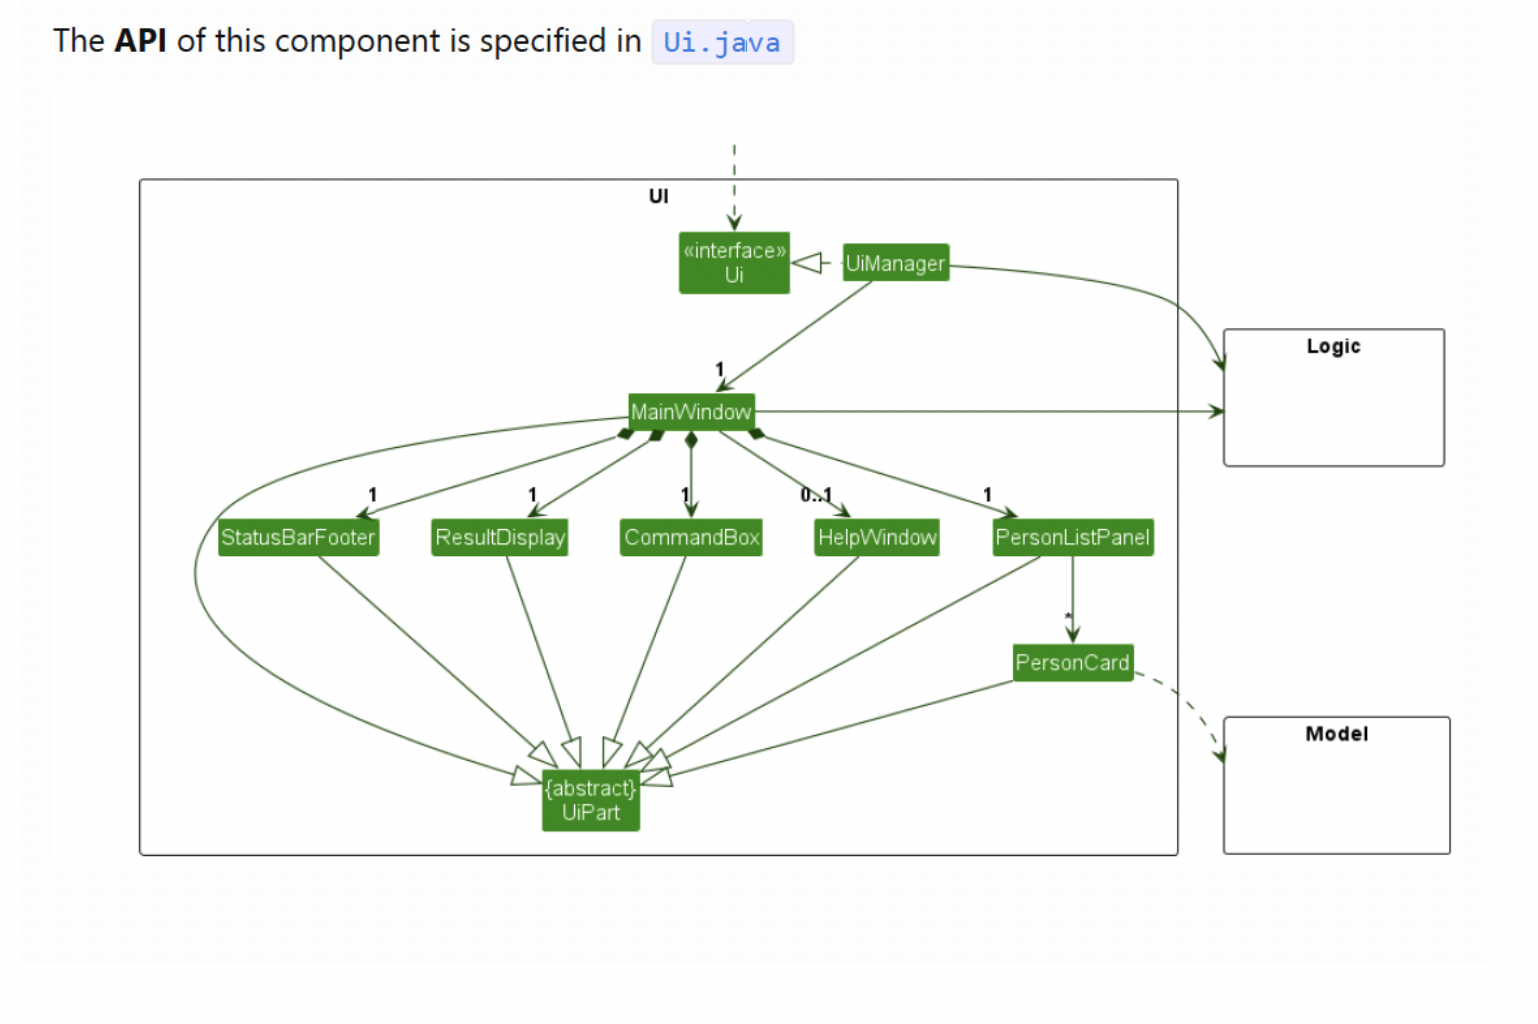 The API of this component is specified in Ui.java
UI
«interface»
Ui
UiManager
Logic
1
MainWindow
1
1
1
0..1
1
StatusBarFooter
ResultDisplay
CommandBox
HelpWindow
PersonListPanel
*
PersonCard
Model
{abstract}
UiPart